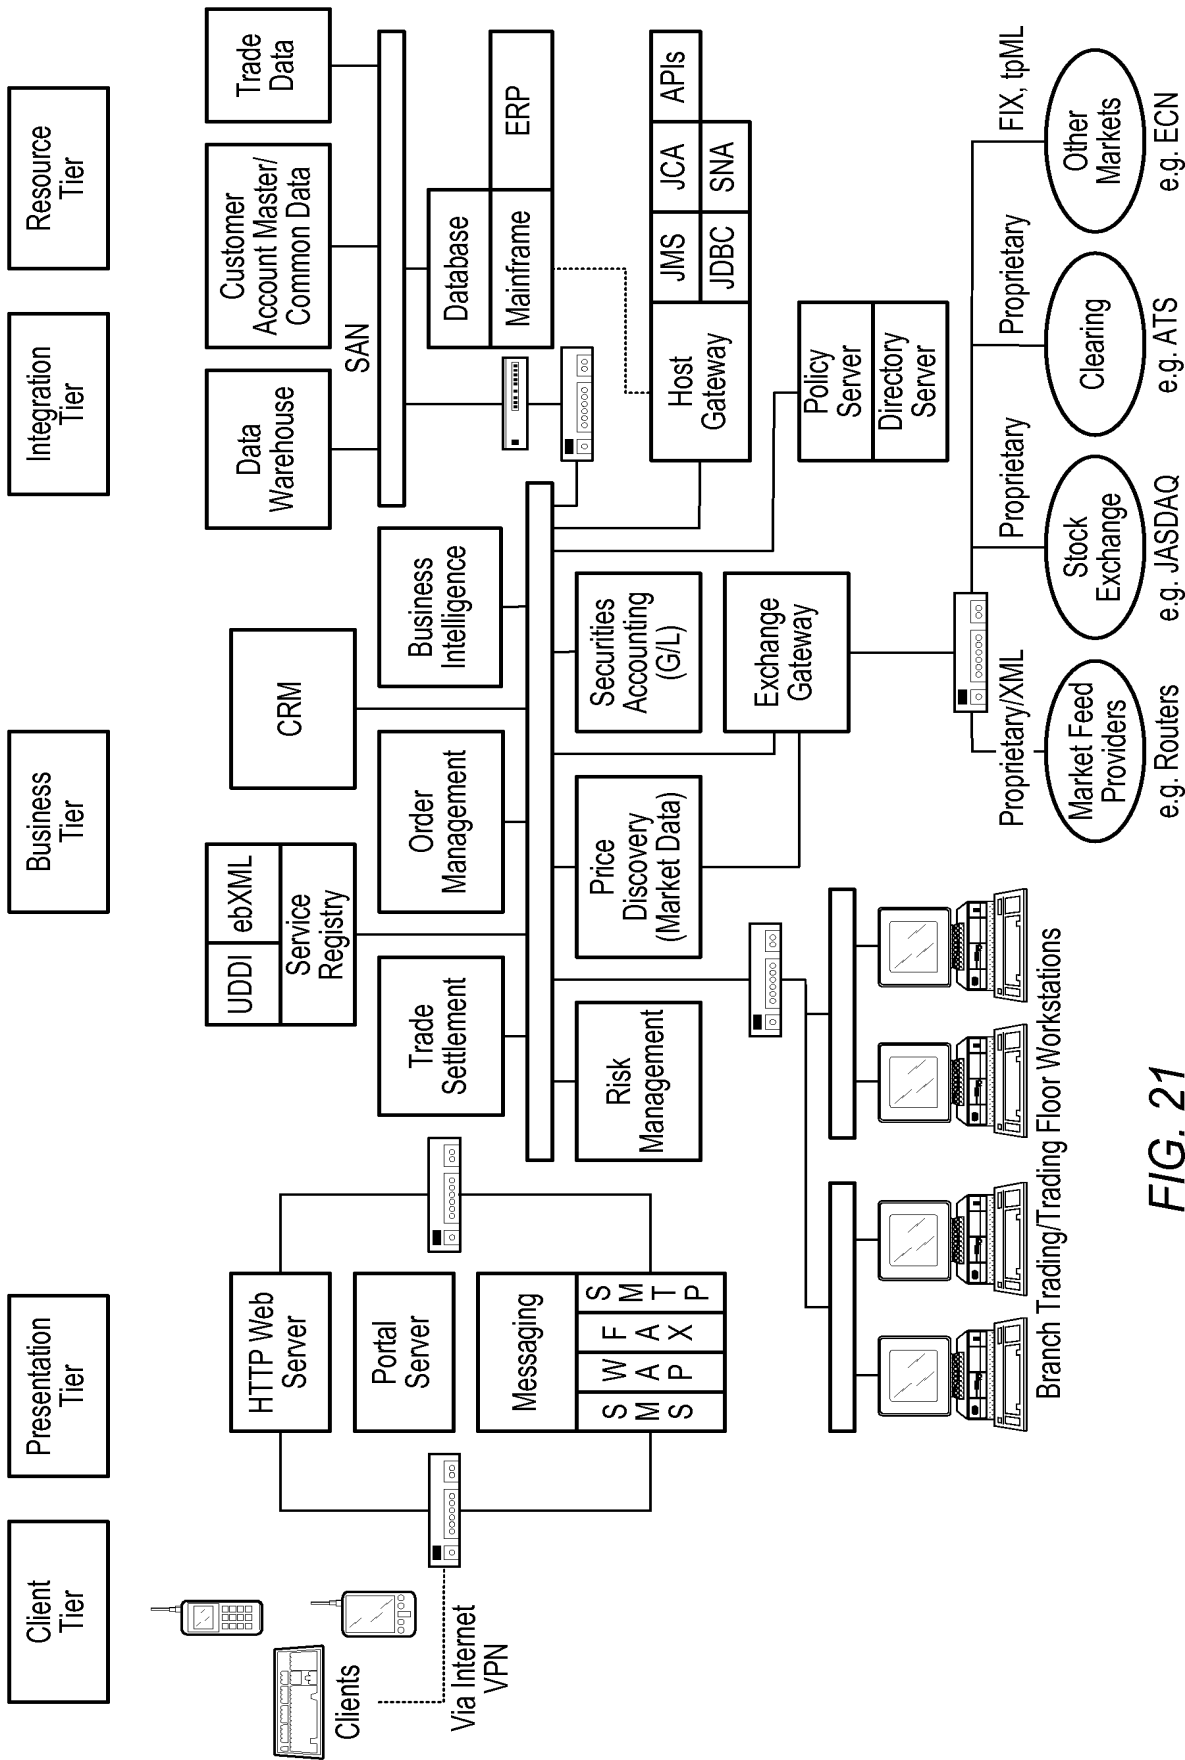 Client
Tier
Presentation
Tier
Business
Tier
Integration
Tier
Resource
Tier
Clients
Via Internet
VPN
HTTP Web
Server
Portal
Server
Messaging
SMS
WAP
FAX
SMTP
UDDI
ebXML
Service
Registry
CRM
Trade
Settlement
Order
Management
Business
Intelligence
Risk
Management
Price
Discovery
(Market Data)
Securities
Accounting
(G/L)
Exchange
Gateway
Data
Warehouse
Customer
Account Master/
Common Data
Trade
Data
SAN
Database
Mainframe
ERP
Host
Gateway
JMS
JCA
APIs
JDBC
SNA
Policy
Server
Directory
Server
Branch Trading/Trading Floor Workstations
Proprietary/XML
Proprietary
Proprietary
FIX, tpML
Market Feed
Providers
Stock
Exchange
Clearing
Other
Markets
e.g. Routers
e.g. JASDAQ
e.g. ATS
e.g. ECN
FIG. 21